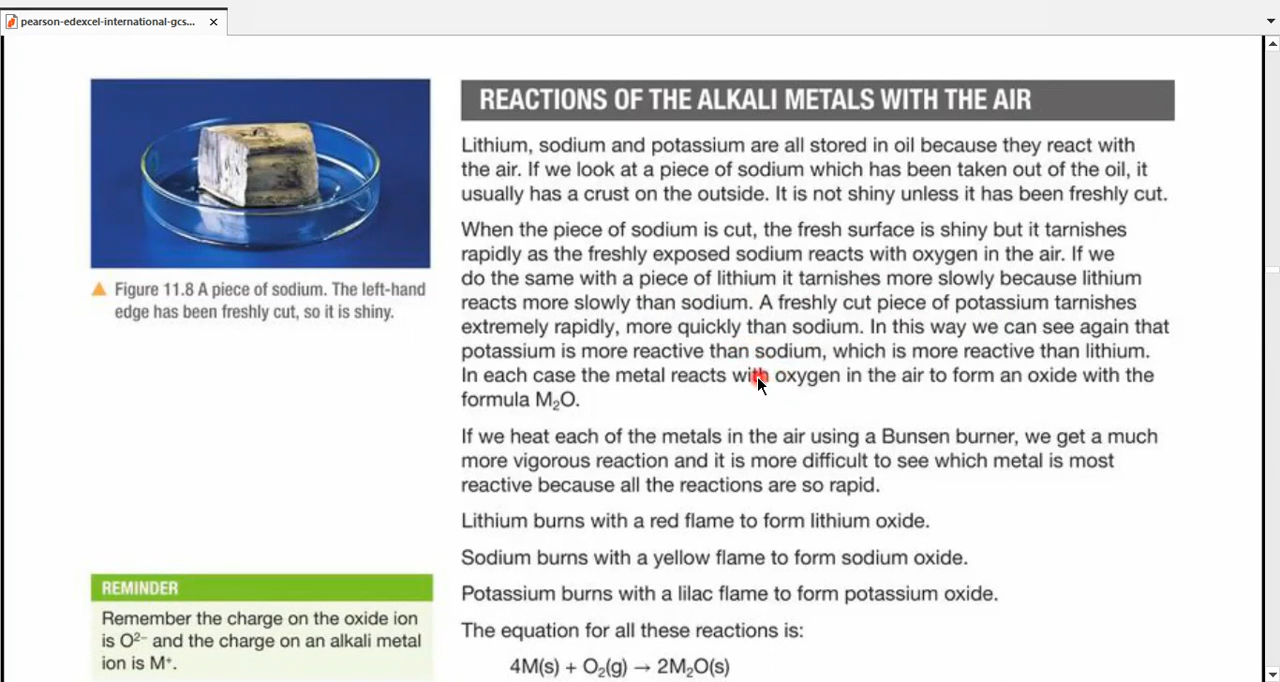 pearson-edexcel-international-gcs...
REACTIONS OF THE ALKALI METALS WITH THE AIR
Lithium, sodium and potassium are all stored in oil because they react with
the air. If we look at a piece of sodium which has been taken out of the oil, it
usually has a crust on the outside. It is not shiny unless it has been freshly cut.
When the piece of sodium is cut, the fresh surface is shiny but it tarnishes
rapidly as the freshly exposed sodium reacts with oxygen in the air. If we
do the same with a piece of lithium it tarnishes more slowly because lithium
reacts more slowly than sodium. A freshly cut piece of potassium tarnishes
extremely rapidly, more quickly than sodium. In this way we can see again that
potassium is more reactive than sodium, which is more reactive than lithium.
In each case the metal reacts with oxygen in the air to form an oxide with the
formula M₂O.
If we heat each of the metals in the air using a Bunsen burner, we get a much
more vigorous reaction and it is more difficult to see which metal is most
reactive because all the reactions are so rapid.
Lithium burns with a red flame to form lithium oxide.
Sodium burns with a yellow flame to form sodium oxide.
Potassium burns with a lilac flame to form potassium oxide.
The equation for all these reactions is:
4M(s) + O₂(g) → 2M₂O(s)
Figure 11.8 A piece of sodium. The left-hand
edge has been freshly cut, so it is shiny.
REMINDER
Remember the charge on the oxide ion
is O²⁻ and the charge on an alkali metal
ion is M⁺.